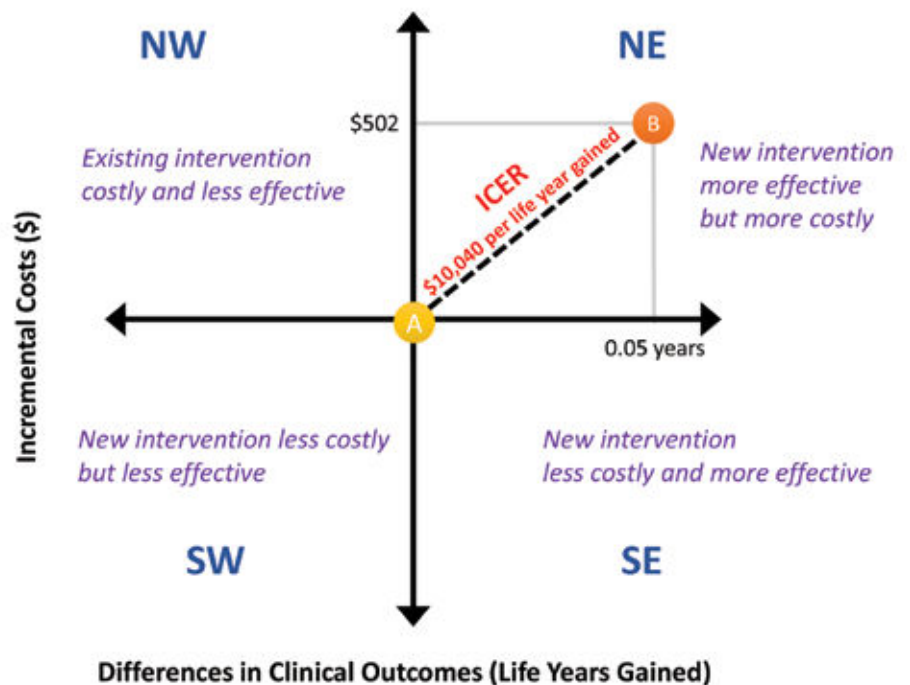 NW
NE
$502
B
Existing intervention
costly and less effective
ICER
$10,040 per life year gained
New intervention
more effective
but more costly
Incremental Costs ($)
A
0.05 years
New intervention less costly
but less effective
New intervention
less costly and more effective
SW
SE
Differences in Clinical Outcomes (Life Years Gained)